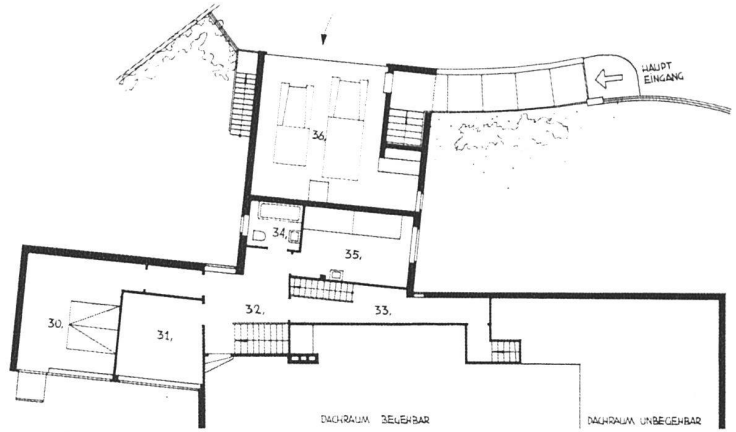 HAUPT
EINGANG
36,
34,
35,
30,
31,
32,
33,
DACHRAUM BEGEHBAR
DACHRAUM UNBEGEHBAR